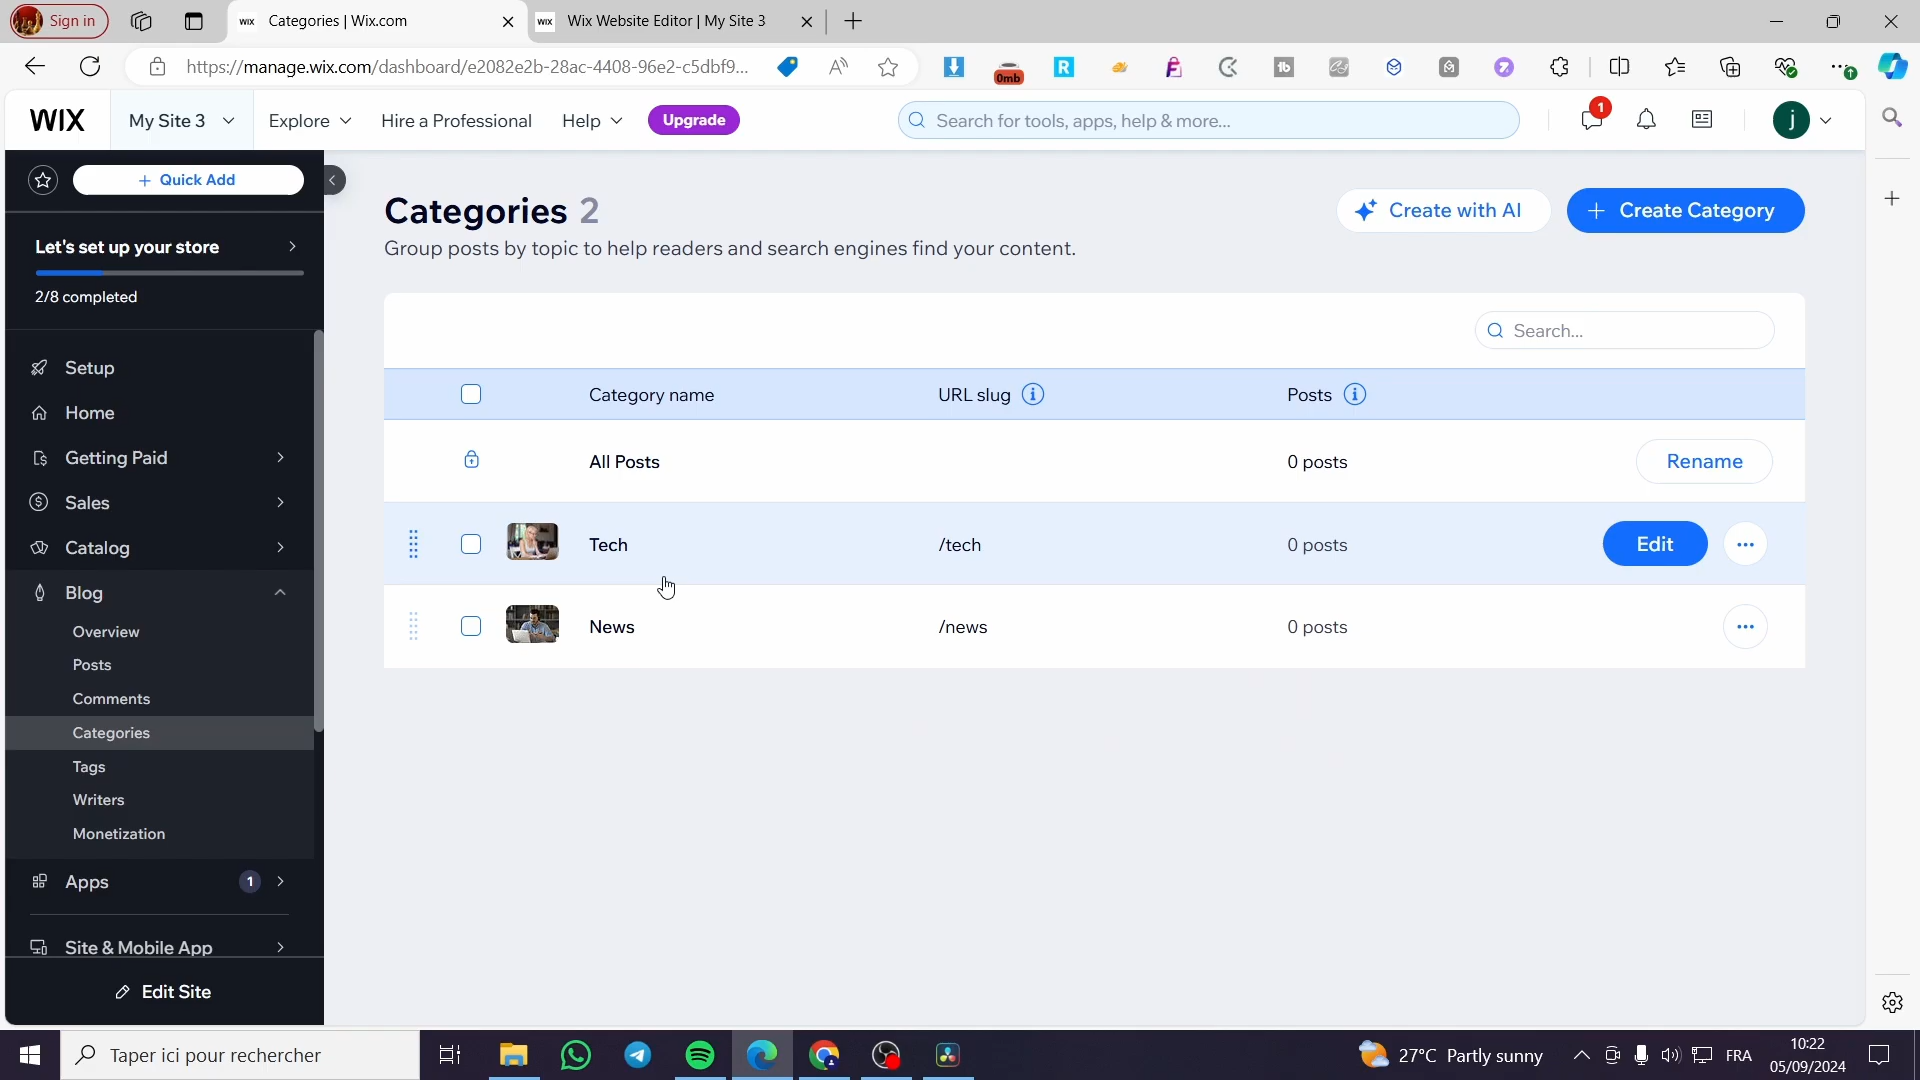 Sign in
WIX Categories | Wix.com
WIX Wix Website Editor | My Site 3
https://manage.wix.com/dashboard/e2082e2b-28ac-4408-96e2-c5dbf9...
0mb
WIX
My Site 3
Explore
Hire a Professional
Help
Upgrade
Search for tools, apps, help & more...
1
j
Quick Add
Let's set up your store
2/8 completed
Setup
Home
Getting Paid
Sales
Catalog
Blog
Overview
Posts
Comments
Categories
Tags
Writers
Monetization
Apps 1
Site & Mobile App
Edit Site
Categories 2
Group posts by topic to help readers and search engines find your content.
Create with AI
+ Create Category
Search...
Category name URL slug Posts
All Posts 0 posts Rename
Tech /tech 0 posts Edit
News /news 0 posts
Taper ici pour rechercher
27°C Partly sunny
FRA
10:22
05/09/2024